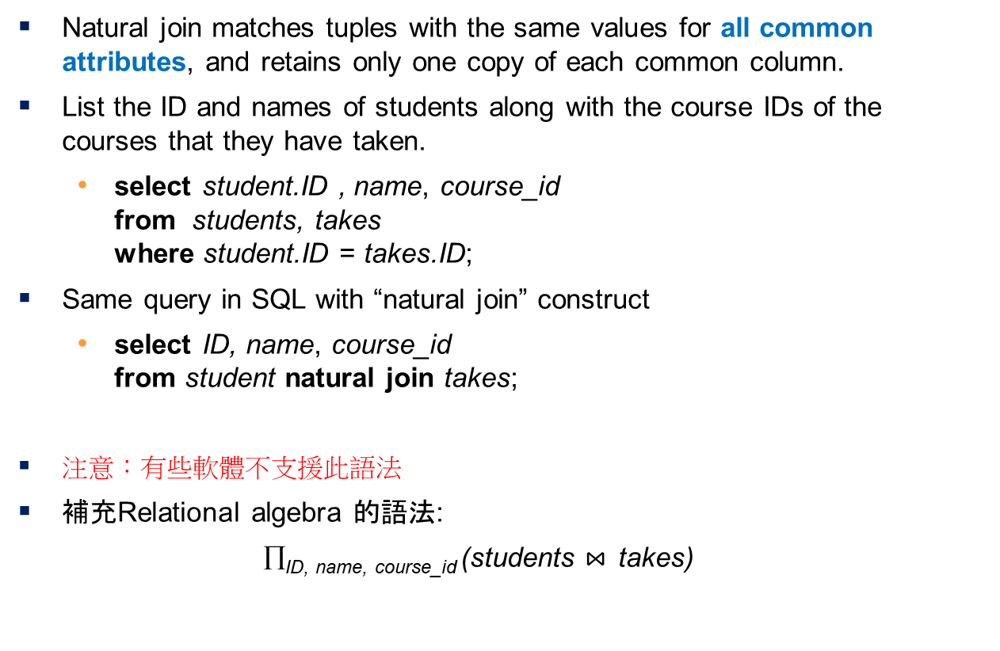 ▪ Natural join matches tuples with the same values for all common
attributes, and retains only one copy of each common column.
▪ List the ID and names of students along with the course IDs of the
courses that they have taken.
• select student.ID , name, course_id
from students, takes
where student.ID = takes.ID;
▪ Same query in SQL with “natural join” construct
• select ID, name, course_id
from student natural join takes;
▪ 注意：有些軟體不支援此語法
▪ 補充Relational algebra 的語法:
∏ID, name, course_id (students ⋈ takes)